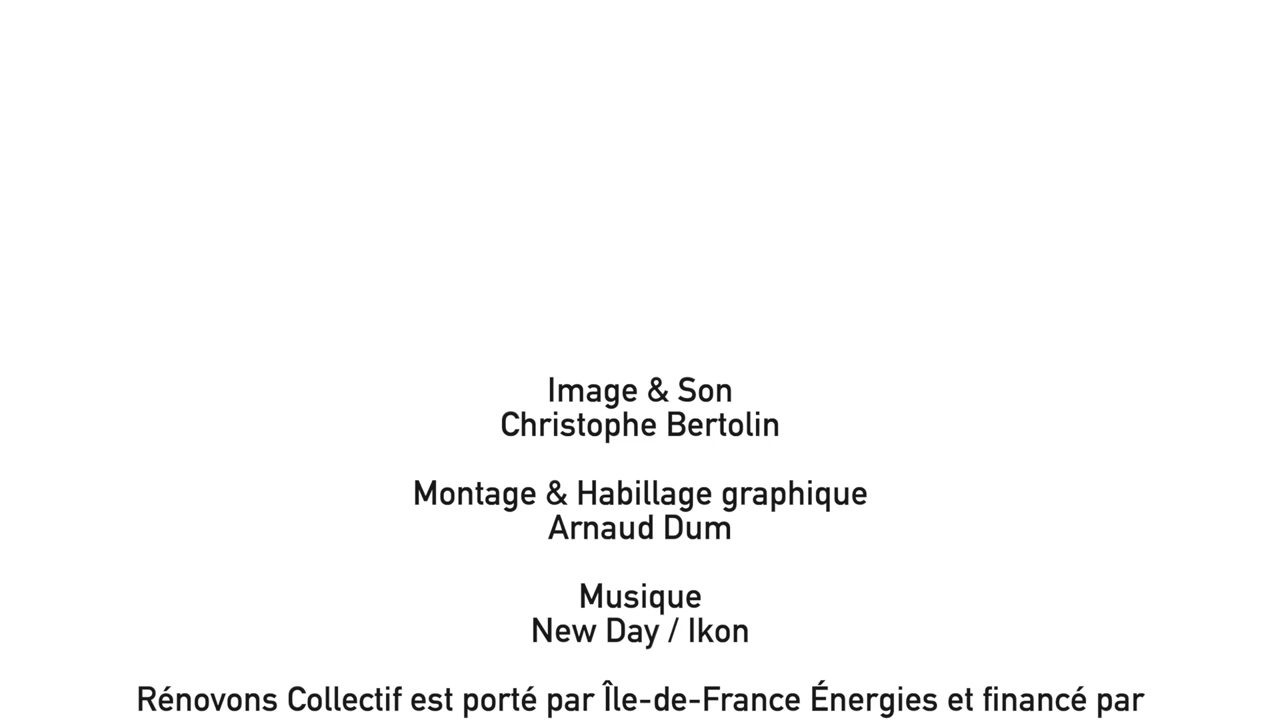 Image & Son
Christophe Bertolin
Montage & Habillage graphique
Arnaud Dum
Musique
New Day / Ikon
Rénovons Collectif est porté par Île-de-France Énergies et financé par